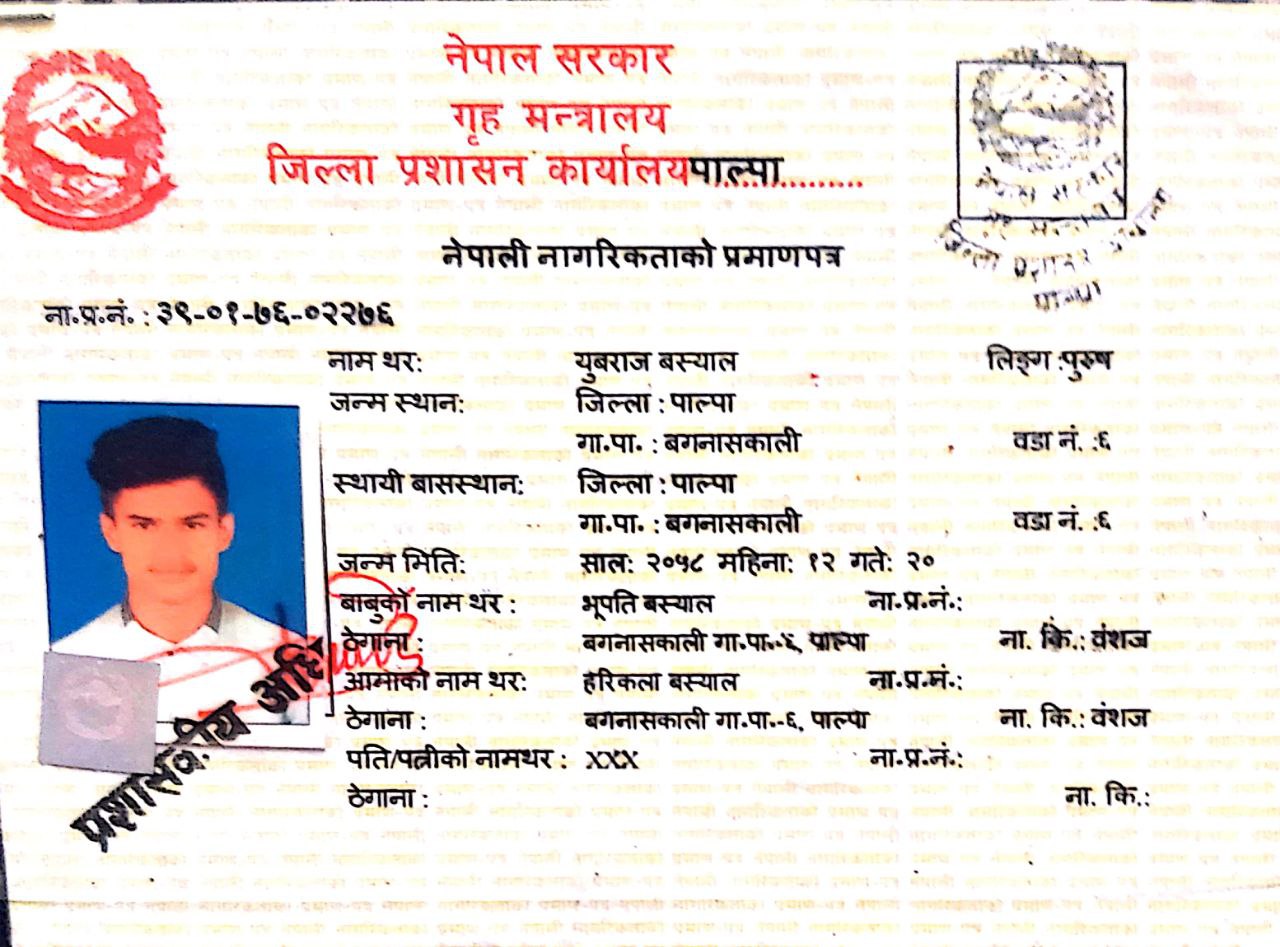 नेपाल सरकार
गृह मन्त्रालय
जिल्ला प्रशासन कार्यालयपाल्पा................
नेपाली नागरिकताको प्रमाणपत्र
ना.प्र.नं. : ३९-०१-७६-०२२७६
नाम थर: युबराज बस्याल लिङ्ग :पुरुष
जन्म स्थान: जिल्ला : पाल्पा
गा.पा. : बगनासकाली वडा नं. :६
स्थायी बासस्थान: जिल्ला : पाल्पा
गा.पा. : बगनासकाली वडा नं. :६
जन्म मिति: साल: २०५८ महिना: १२ गते: २०
बाबुको नाम थर : भूपति बस्याल ना.प्र.नं.:
ठेगाना : बगनासकाली गा.पा.-६, पाल्पा ना. कि.: वंशज
आमाको नाम थर: हरिकला बस्याल ना.प्र.नं.:
ठेगाना : बगनासकाली गा.पा.-६, पाल्पा ना. कि.: वंशज
पति/पत्नीको नामथर : XXX ना.प्र.नं.:
ठेगाना : ना. कि.:
नेपाल सरकार
गृह मन्त्रालय
जिल्ला प्रशासन
पाल्पा
प्रशासकीय अधि